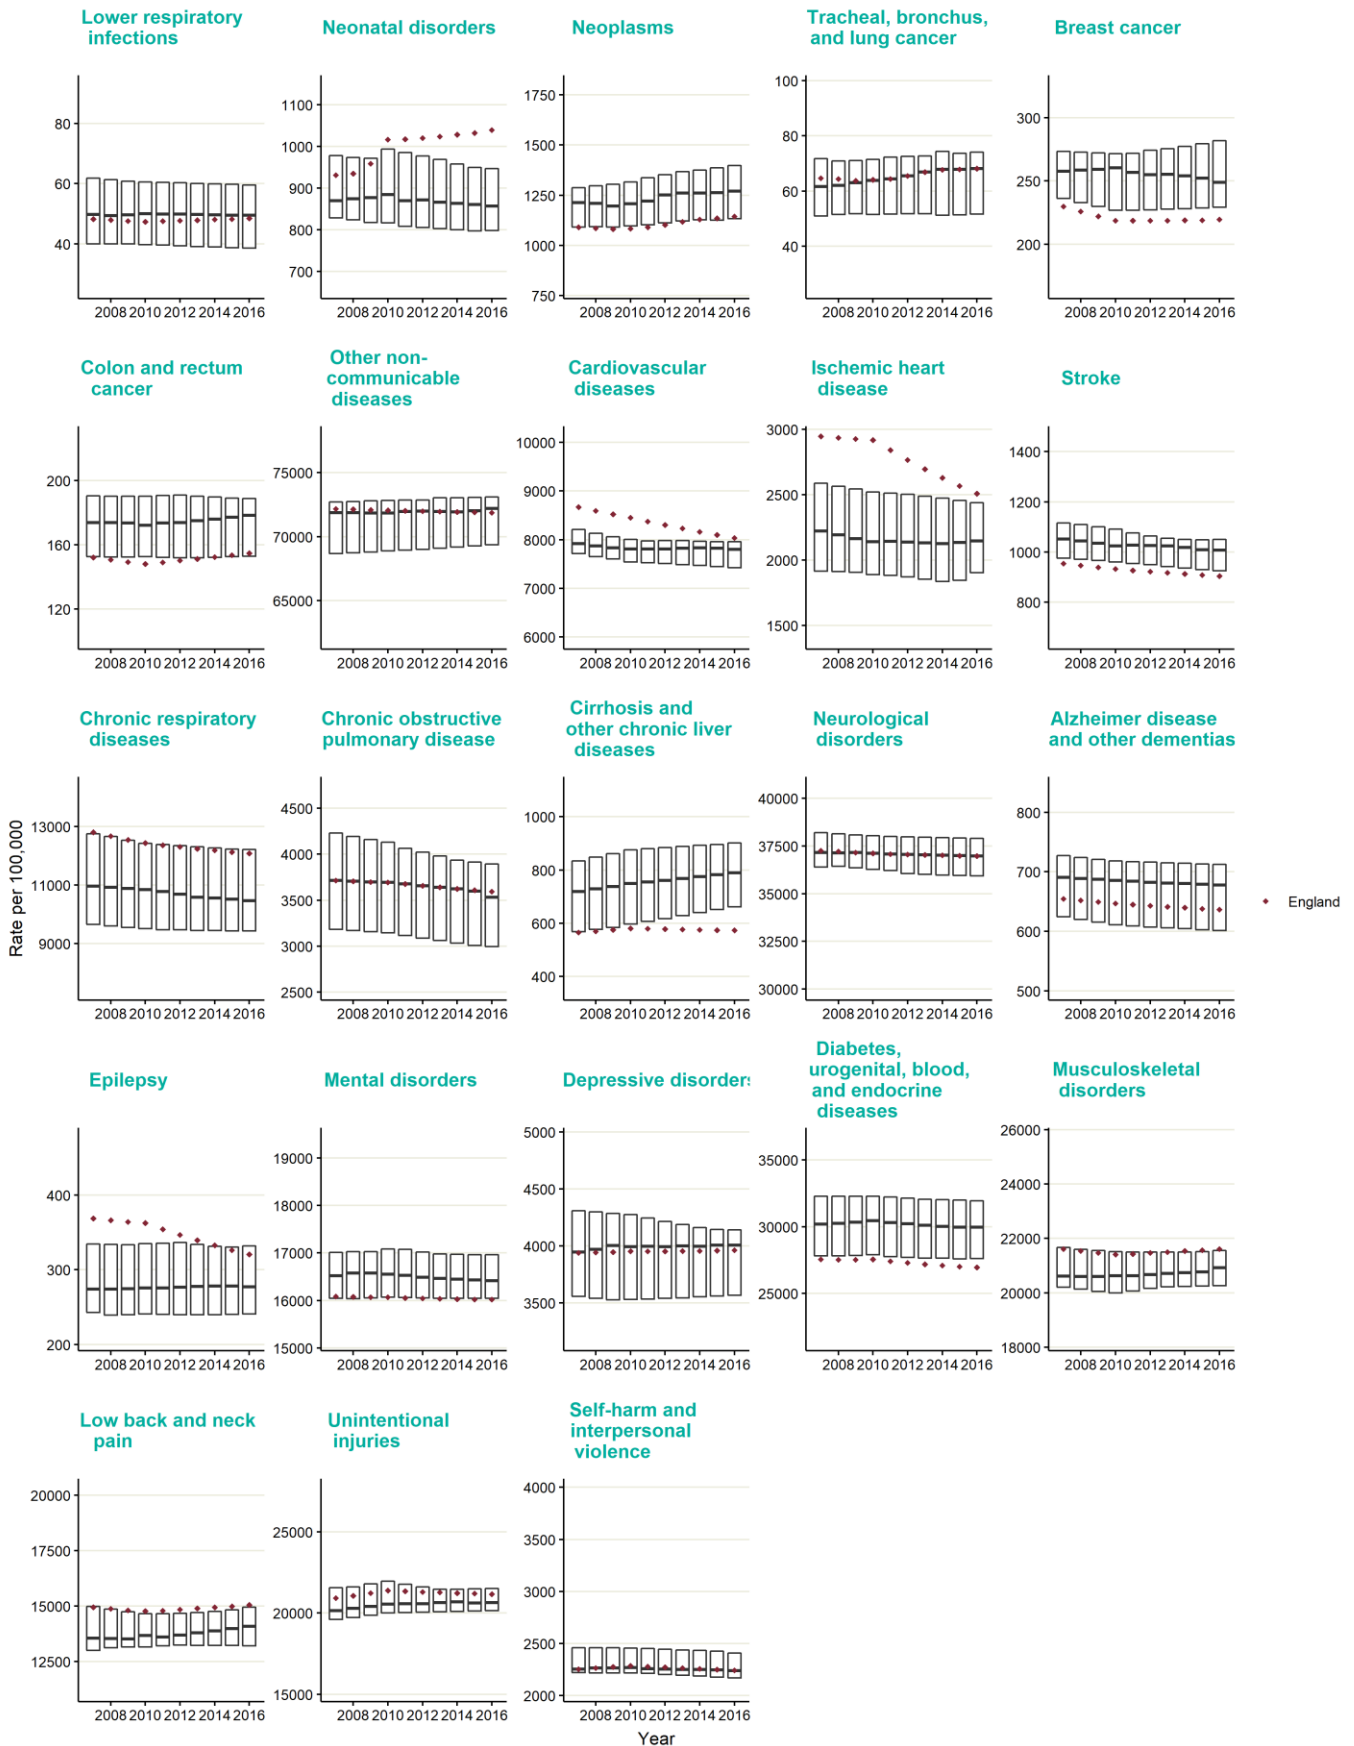 Lower respiratory
infections
Neonatal disorders
Neoplasms
Tracheal, bronchus,
and lung cancer
Breast cancer
80
60
40
2008 2010 2012 2014 2016
1100
1000
900
800
700
2008 2010 2012 2014 2016
1750
1500
1250
1000
750
2008 2010 2012 2014 2016
100
80
60
40
2008 2010 2012 2014 2016
300
250
200
2008 2010 2012 2014 2016
Colon and rectum
cancer
Other non-
communicable
diseases
Cardiovascular
diseases
Ischemic heart
disease
Stroke
200
160
120
2008 2010 2012 2014 2016
75000
70000
65000
2008 2010 2012 2014 2016
10000
9000
8000
7000
6000
2008 2010 2012 2014 2016
3000
2500
2000
1500
2008 2010 2012 2014 2016
1400
1200
1000
800
2008 2010 2012 2014 2016
Chronic respiratory
diseases
Chronic obstructive
pulmonary disease
Cirrhosis and
other chronic liver
diseases
Neurological
disorders
Alzheimer disease
and other dementias
Rate per 100,000
13000
11000
9000
2008 2010 2012 2014 2016
4500
4000
3500
3000
2500
2008 2010 2012 2014 2016
1000
800
600
400
2008 2010 2012 2014 2016
40000
37500
35000
32500
30000
2008 2010 2012 2014 2016
800
700
600
500
2008 2010 2012 2014 2016
England
Epilepsy
Mental disorders
Depressive disorders
Diabetes,
urogenital, blood,
and endocrine
diseases
Musculoskeletal
disorders
400
300
200
2008 2010 2012 2014 2016
19000
18000
17000
16000
15000
2008 2010 2012 2014 2016
5000
4500
4000
3500
2008 2010 2012 2014 2016
35000
30000
25000
2008 2010 2012 2014 2016
26000
24000
22000
20000
18000
2008 2010 2012 2014 2016
Low back and neck
pain
Unintentional
injuries
Self-harm and
interpersonal
violence
20000
17500
15000
12500
2008 2010 2012 2014 2016
25000
20000
15000
2008 2010 2012 2014 2016
4000
3500
3000
2500
2000
2008 2010 2012 2014 2016
Year